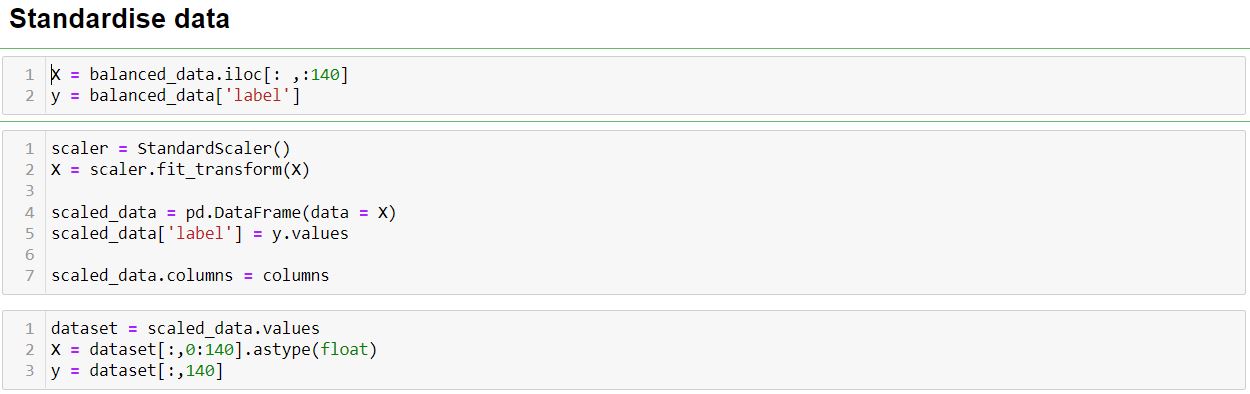 Standardise data
1 X = balanced_data.iloc[: ,:140]
2 y = balanced_data['label']
1 scaler = StandardScaler()
2 X = scaler.fit_transform(X)
3
4 scaled_data = pd.DataFrame(data = X)
5 scaled_data['label'] = y.values
6
7 scaled_data.columns = columns
1 dataset = scaled_data.values
2 X = dataset[:,0:140].astype(float)
3 y = dataset[:,140]